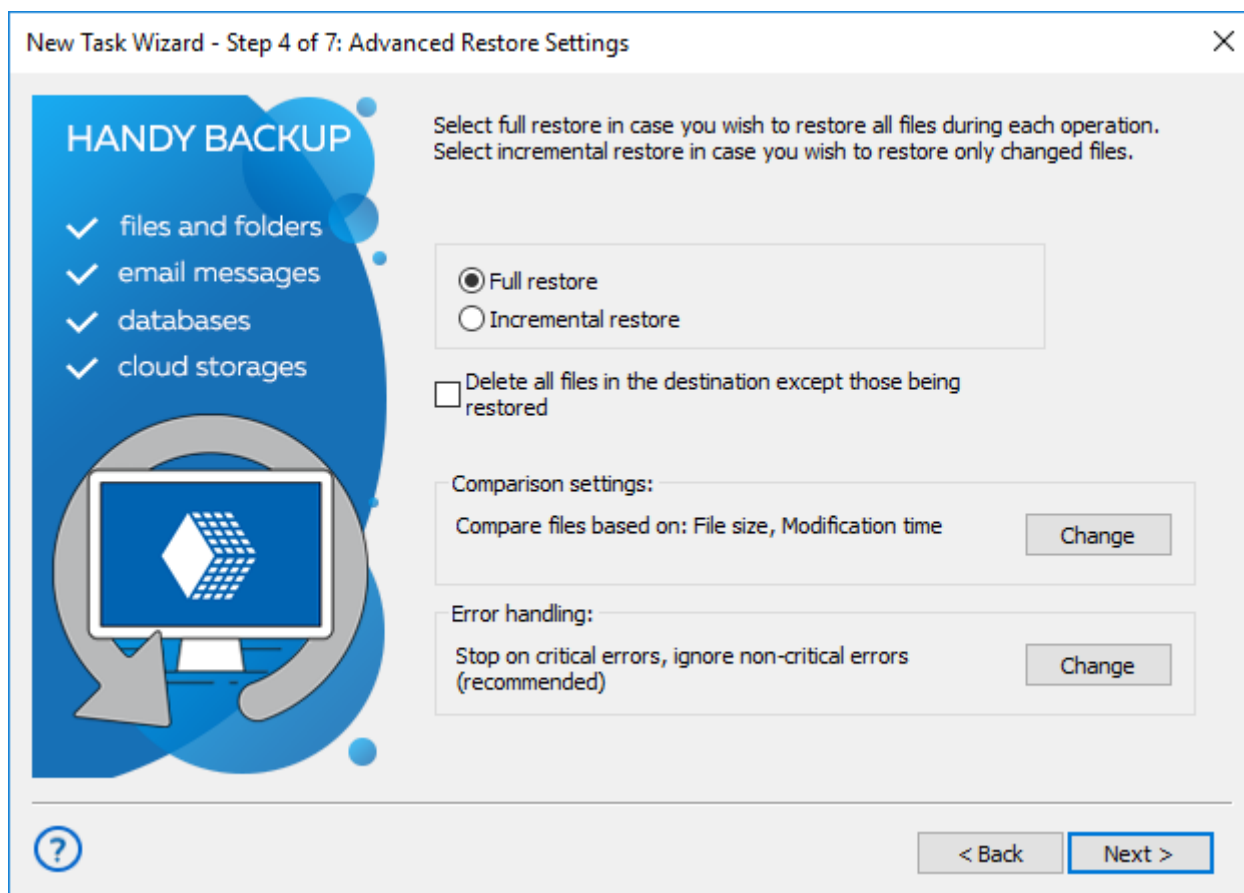 New Task Wizard - Step 4 of 7: Advanced Restore Settings
HANDY BACKUP
files and folders
email messages
databases
cloud storages
Select full restore in case you wish to restore all files during each operation.
Select incremental restore in case you wish to restore only changed files.
Full restore
Incremental restore
Delete all files in the destination except those being
restored
Comparison settings:
Compare files based on: File size, Modification time
Change
Error handling:
Stop on critical errors, ignore non-critical errors
(recommended)
Change
?
< Back
Next >